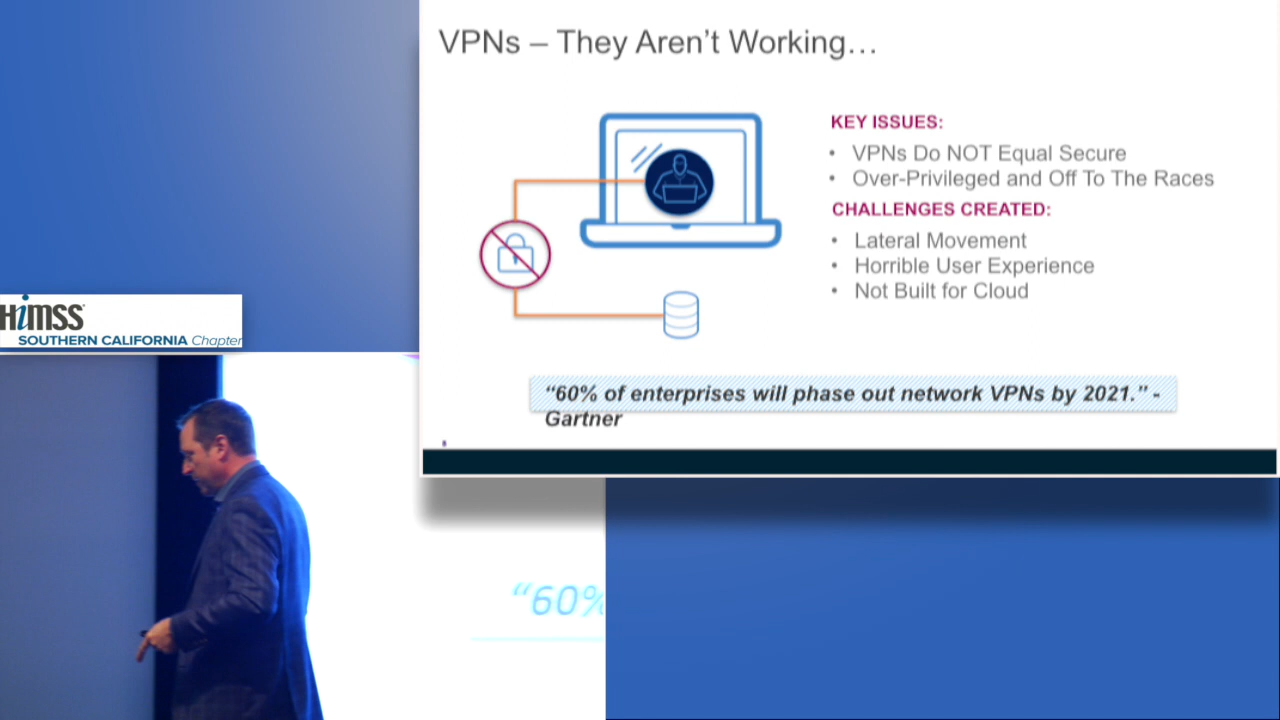 VPNs – They Aren't Working…
KEY ISSUES:
• VPNs Do NOT Equal Secure
• Over-Privileged and Off To The Races
CHALLENGES CREATED:
• Lateral Movement
• Horrible User Experience
• Not Built for Cloud
“60% of enterprises will phase out network VPNs by 2021.” -
Gartner
HiMSS
SOUTHERN CALIFORNIA Chapter
“60%